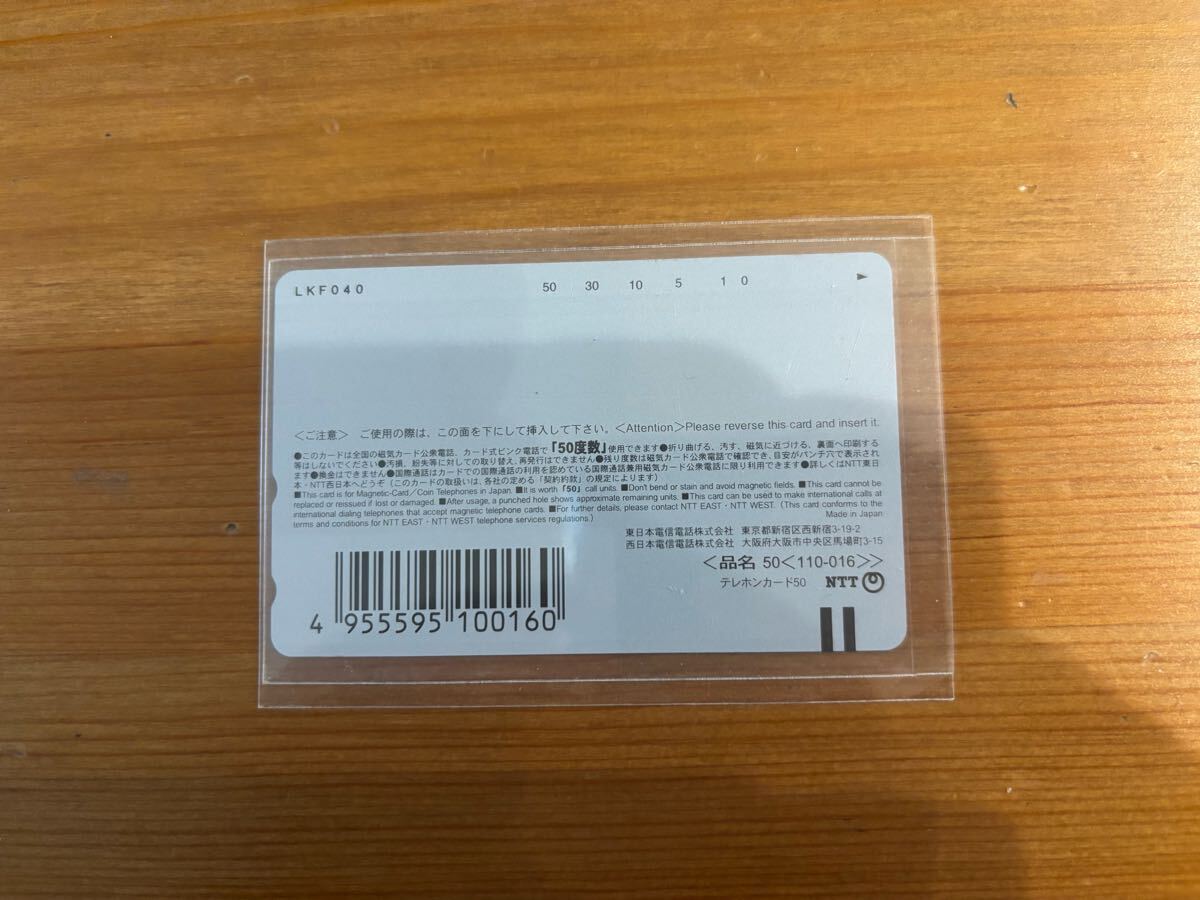 LKF040 50 30 10 5 1 0
＜ご注意＞ ご使用の際は、この面を下にして挿入して下さい。＜Attention＞Please reverse this card and insert it.
●このカードは全国の磁気カード公衆電話、カード式ピンク電話で「50度数」使用できます●折り曲げる、汚す、磁気に近づける、裏面へ印刷する
等はしないでください●汚損、紛失等に対しての取り替え、再発行はできません●残り度数は磁気カード公衆電話で確認でき、目安がパンチ穴で表示され
ます●換金はできません●国際通話はカードでの国際通話の利用を認めている国際通話兼用磁気カード公衆電話に限り利用できます●詳しくはNTT東日
本・NTT西日本へどうぞ（このカードの取扱いは、各社の定める「契約約款」の規定によります）
■This card is for Magnetic-Card／Coin Telephones in Japan. ■It is worth「50」call units. ■Don't bend or stain and avoid magnetic fields. ■This card cannot be
replaced or reissued if lost or damaged. ■After usage, a punched hole shows approximate remaining units. ■This card can be used to make international calls at
international dialing telephones that accept magnetic telephone cards. ■For further details, please contact NTT EAST・NTT WEST.（This card conforms to the
terms and conditions for NTT EAST・NTT WEST telephone services regulations.） Made in Japan
東日本電信電話株式会社 東京都新宿区西新宿3-19-2
西日本電信電話株式会社 大阪府大阪市中央区馬場町3-15
＜品名 50＜110-016＞＞
テレホンカード50 NTT
4 955595 100160